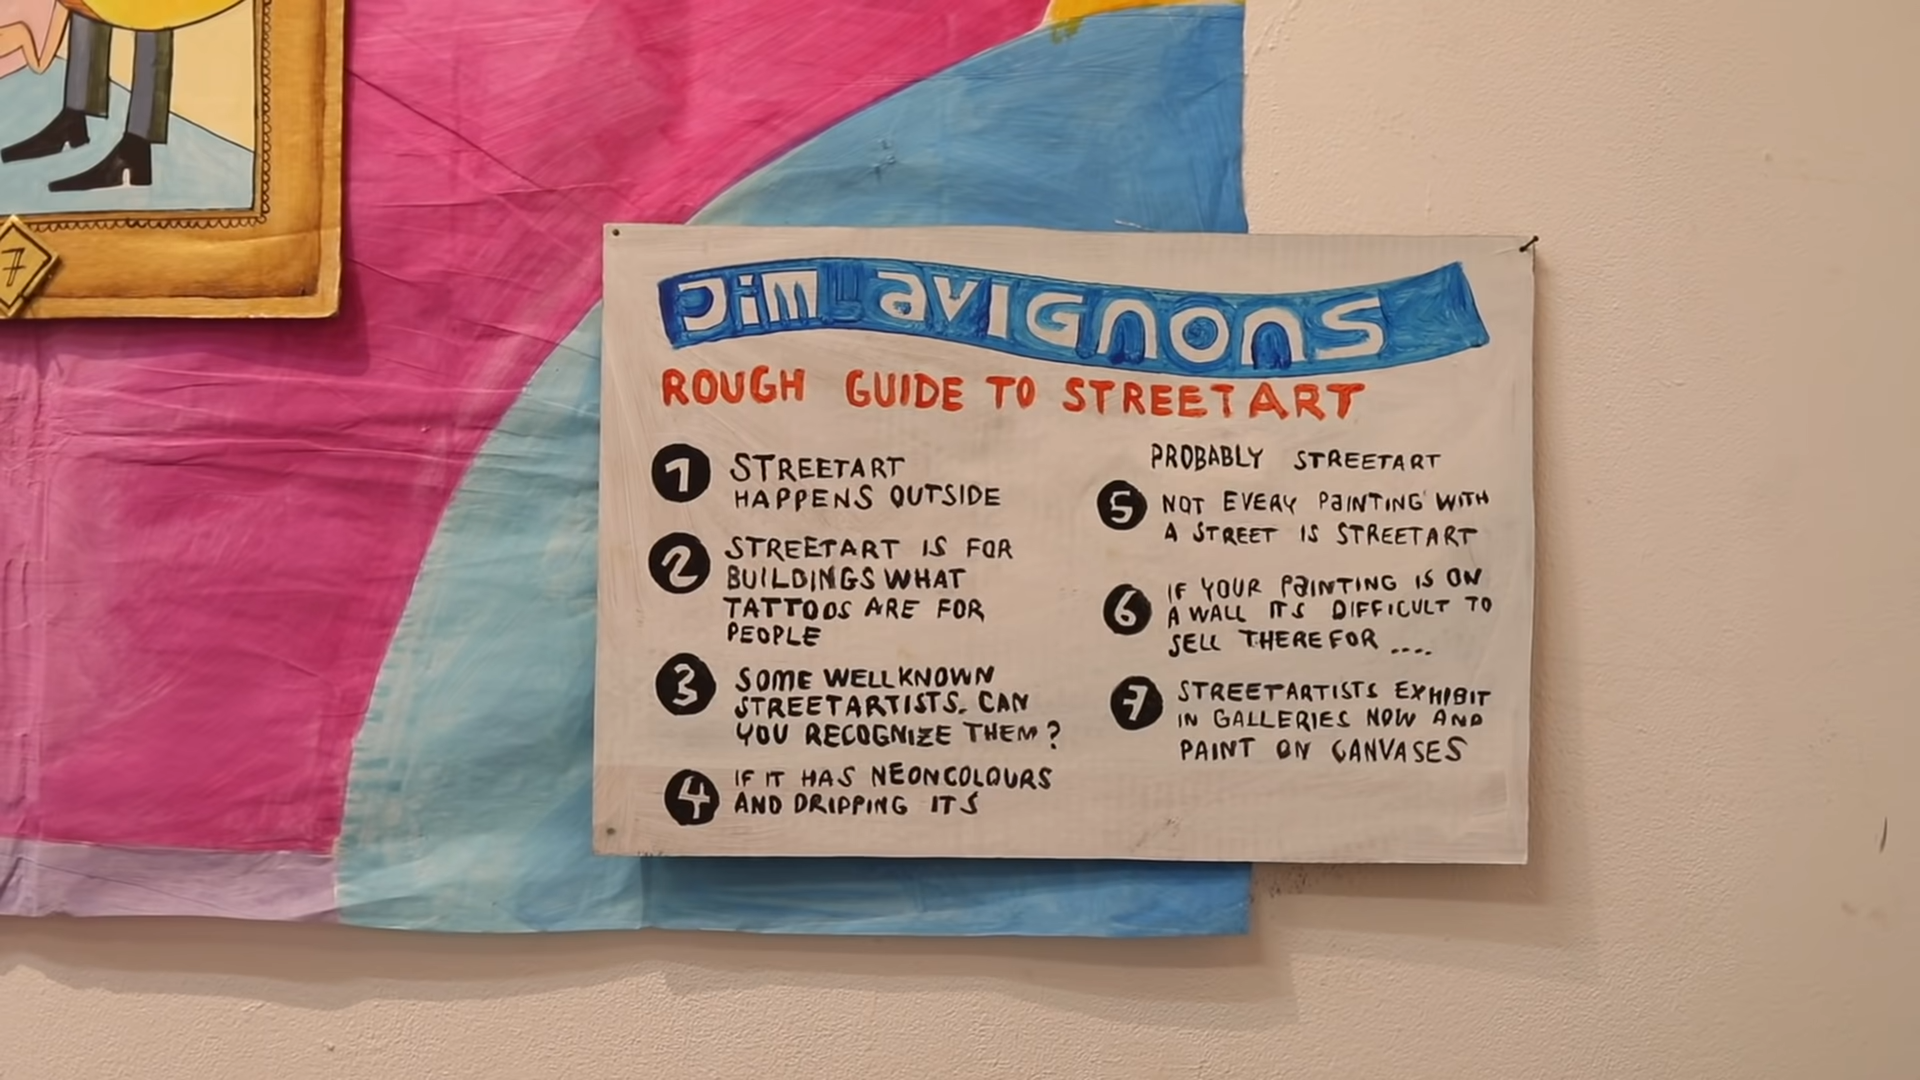 7
JIM AVIGNONS
ROUGH GUIDE TO STREETART
1 STREETART
HAPPENS OUTSIDE
2 STREETART IS FOR
BUILDINGS WHAT
TATTOOS ARE FOR
PEOPLE
3 SOME WELLKNOWN
STREETARTISTS. CAN
YOU RECOGNIZE THEM?
4 IF IT HAS NEONCOLOURS
AND DRIPPING ITS
PROBABLY STREETART
5 NOT EVERY PAINTING WITH
A STREET IS STREETART
6 IF YOUR PAINTING IS ON
A WALL ITS DIFFICULT TO
SELL THEREFOR ....
7 STREETARTISTS EXHIBIT
IN GALLERIES NOW AND
PAINT ON CANVASES